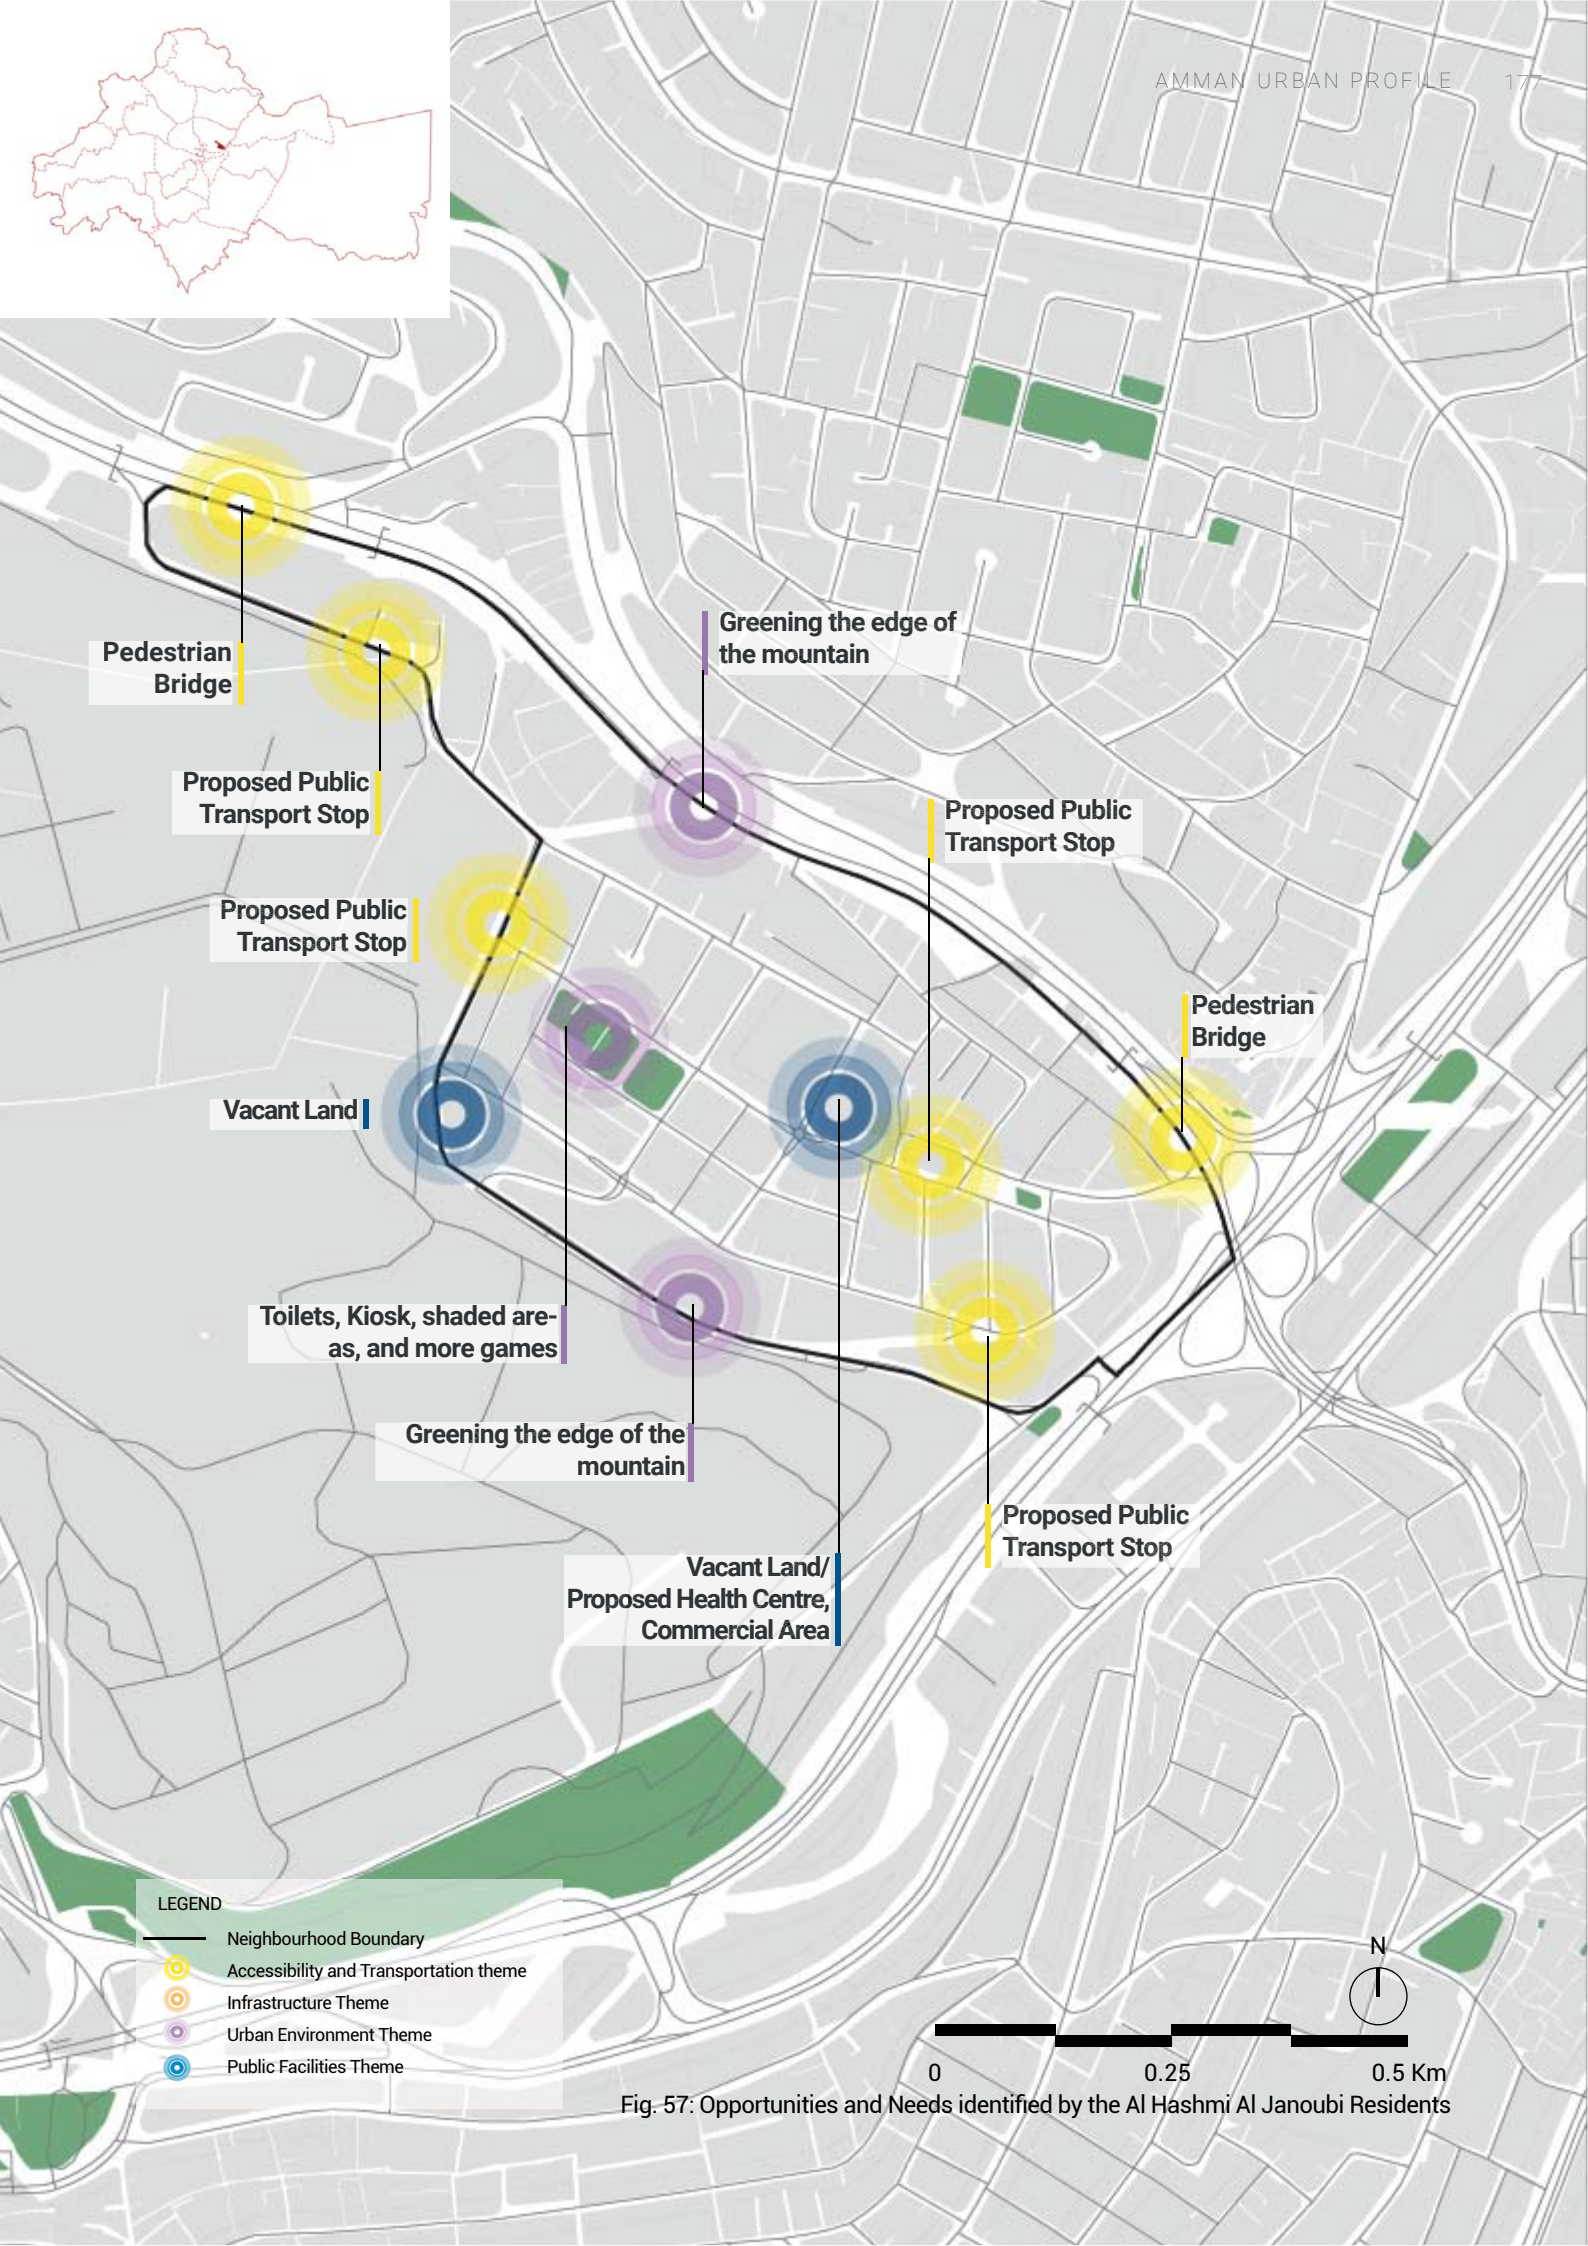 AMMAN URBAN PROFILE 177
Greening the edge of
the mountain
Pedestrian
Bridge
Proposed Public
Transport Stop
Proposed Public
Transport Stop
Proposed Public
Transport Stop
Pedestrian
Bridge
Vacant Land
Toilets, Kiosk, shaded are-
as, and more games
Greening the edge of the
mountain
Proposed Public
Transport Stop
Vacant Land/
Proposed Health Centre,
Commercial Area
LEGEND
Neighbourhood Boundary
Accessibility and Transportation theme
Infrastructure Theme
Urban Environment Theme
Public Facilities Theme
N
0 0.25 0.5 Km
Fig. 57: Opportunities and Needs identified by the Al Hashmi Al Janoubi Residents